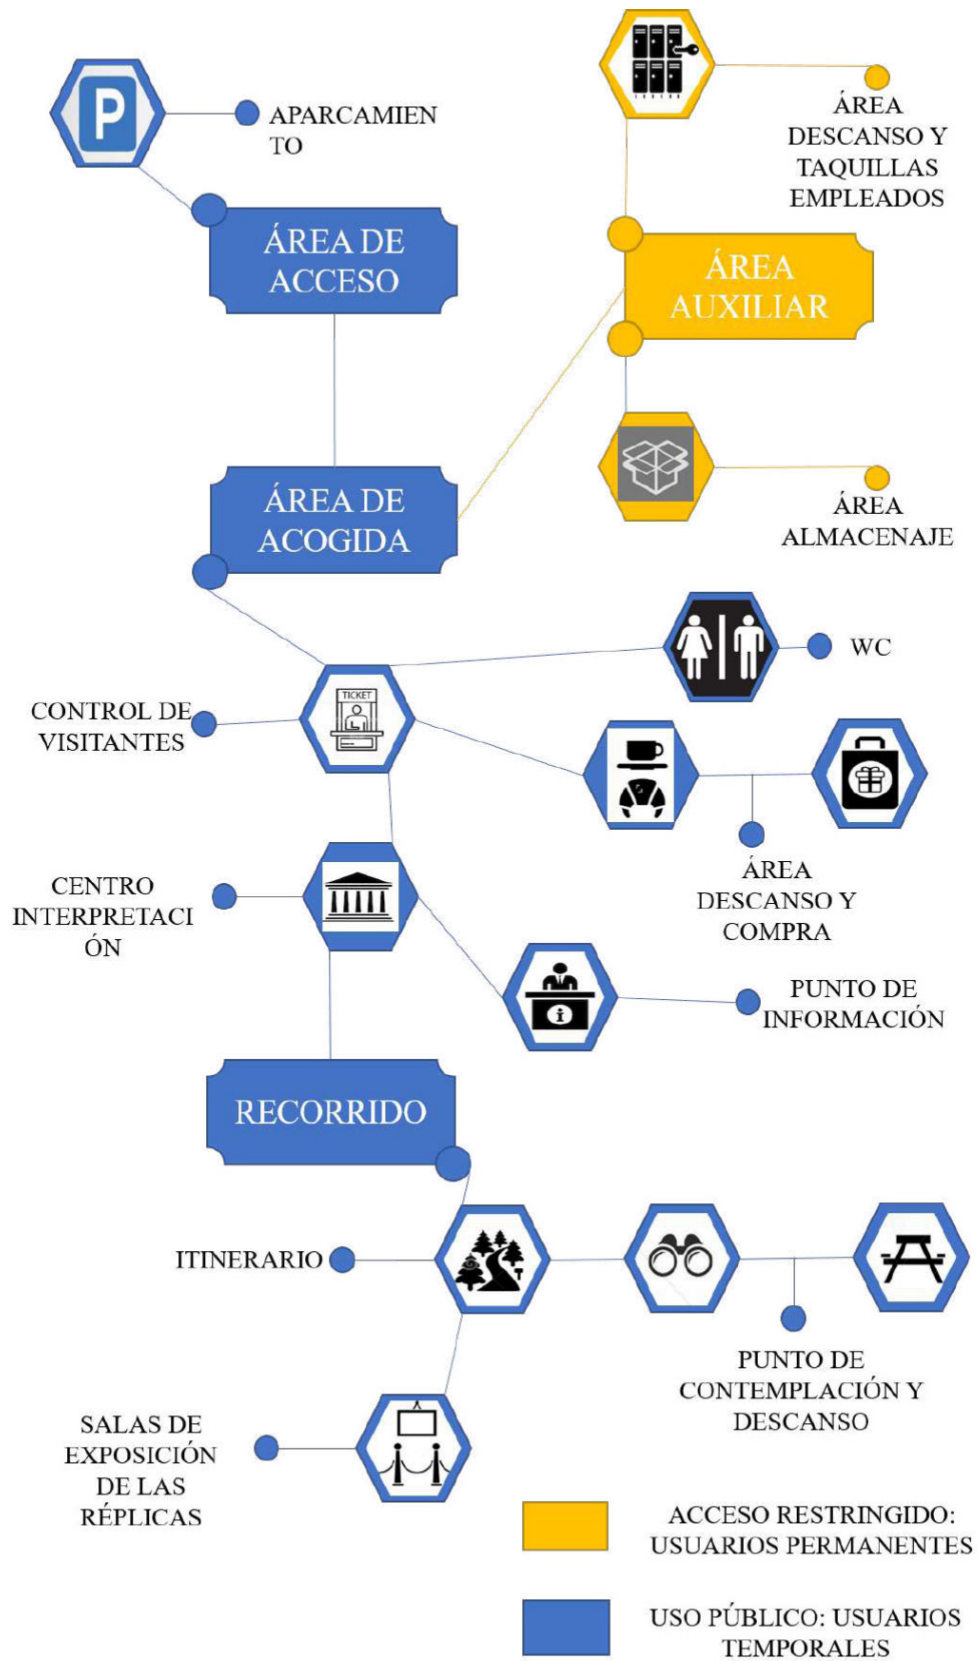 P
APARCAMIEN
TO
ÁREA
DESCANSO Y
TAQUILLAS
EMPLEADOS
ÁREA DE
ACCESO
ÁREA
AUXILIAR
ÁREA DE
ACOGIDA
ÁREA
ALMACENAJE
WC
TICKET
CONTROL DE
VISITANTES
ÁREA
DESCANSO Y
COMPRA
CENTRO
INTERPRETACI
ÓN
i
PUNTO DE
INFORMACIÓN
RECORRIDO
ITINERARIO
PUNTO DE
CONTEMPLACIÓN Y
DESCANSO
SALAS DE
EXPOSICIÓN
DE LAS
RÉPLICAS
ACCESO RESTRINGIDO:
USUARIOS PERMANENTES
USO PÚBLICO: USUARIOS
TEMPORALES